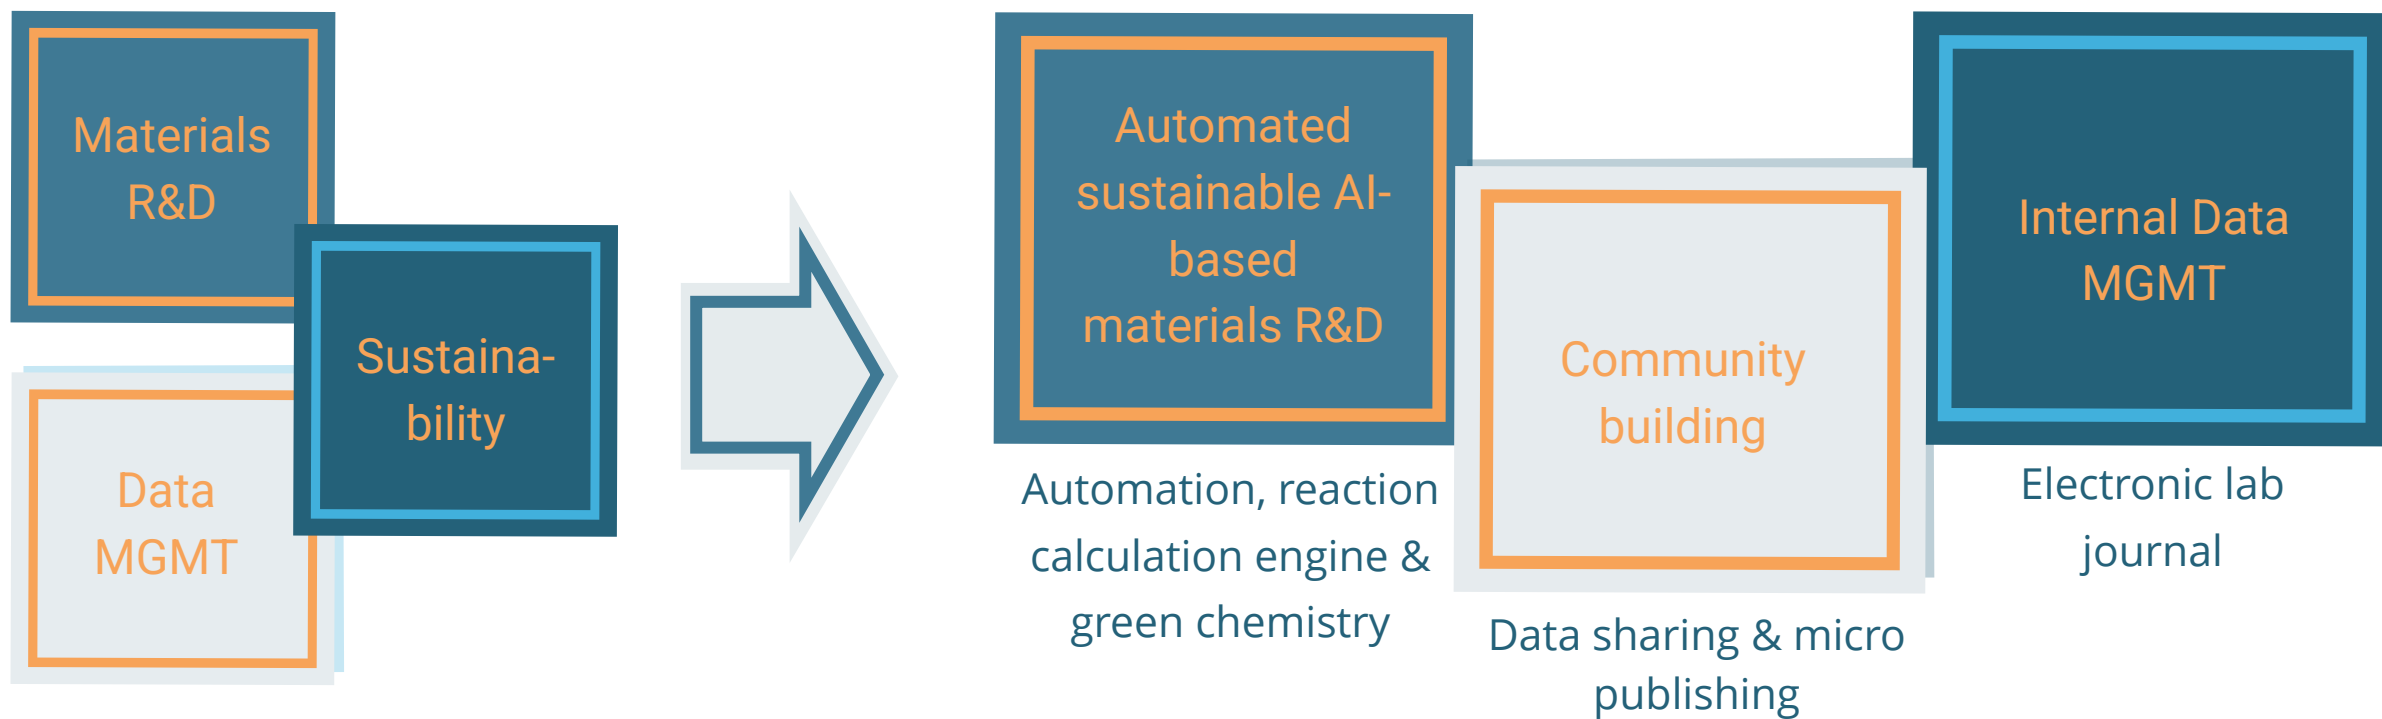 Materials
R&D
Sustaina-
bility
Data
MGMT
Automated
sustainable AI-
based
materials R&D
Automation, reaction
calculation engine &
green chemistry
Community
building
Data sharing & micro
publishing
Internal Data
MGMT
Electronic lab
journal